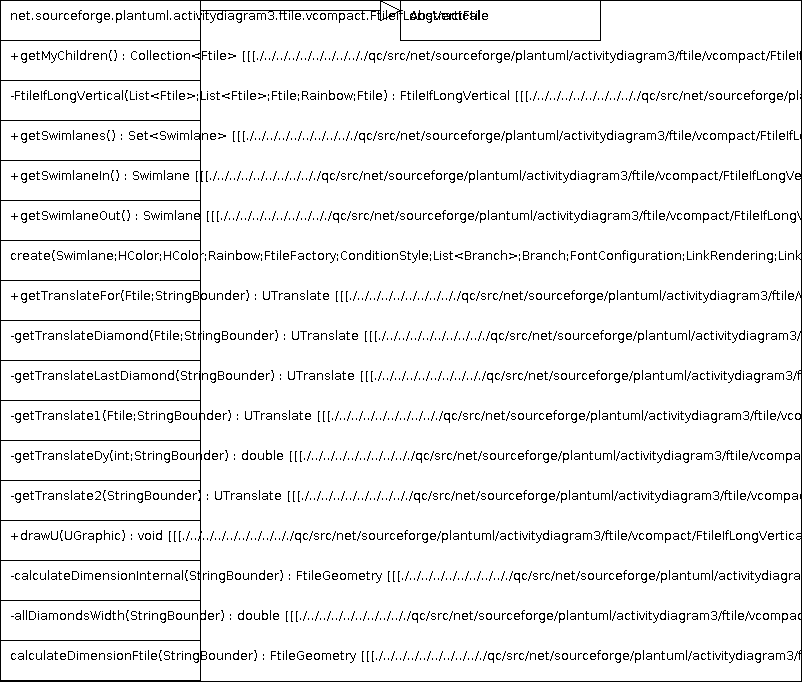 net.sourceforge.plantuml.activitydiagram3.ftile.vcompact.FtileIfLongVertical AbstractFtile
+getMyChildren() : Collection<Ftile> [[[./../../../../../../../../../qc/src/net/sourceforge/plantuml/activitydiagram3/ftile/vcompact/FtileIf
-FtileIfLongVertical(List<Ftile>;List<Ftile>;Ftile;Rainbow;Ftile) : FtileIfLongVertical [[[./../../../../../../../../../qc/src/net/sourceforge/pl
+getSwimlanes() : Set<Swimlane> [[[./../../../../../../../../../qc/src/net/sourceforge/plantuml/activitydiagram3/ftile/vcompact/FtileIfL
+getSwimlaneIn() : Swimlane [[[./../../../../../../../../../qc/src/net/sourceforge/plantuml/activitydiagram3/ftile/vcompact/FtileIfLongVe
+getSwimlaneOut() : Swimlane [[[./../../../../../../../../../qc/src/net/sourceforge/plantuml/activitydiagram3/ftile/vcompact/FtileIfLongV
create(Swimlane;HColor;HColor;Rainbow;FtileFactory;ConditionStyle;List<Branch>;Branch;FontConfiguration;LinkRendering;Link
+getTranslateFor(Ftile;StringBounder) : UTranslate [[[./../../../../../../../../../qc/src/net/sourceforge/plantuml/activitydiagram3/ftile/
-getTranslateDiamond(Ftile;StringBounder) : UTranslate [[[./../../../../../../../../../qc/src/net/sourceforge/plantuml/activitydiagram3/
-getTranslateLastDiamond(StringBounder) : UTranslate [[[./../../../../../../../../../qc/src/net/sourceforge/plantuml/activitydiagram3/f
-getTranslate1(Ftile;StringBounder) : UTranslate [[[./../../../../../../../../../qc/src/net/sourceforge/plantuml/activitydiagram3/ftile/vco
-getTranslateDy(int;StringBounder) : double [[[./../../../../../../../../../qc/src/net/sourceforge/plantuml/activitydiagram3/ftile/vcompa
-getTranslate2(StringBounder) : UTranslate [[[./../../../../../../../../../qc/src/net/sourceforge/plantuml/activitydiagram3/ftile/vcompa
+drawU(UGraphic) : void [[[./../../../../../../../../../qc/src/net/sourceforge/plantuml/activitydiagram3/ftile/vcompact/FtileIfLongVertica
-calculateDimensionInternal(StringBounder) : FtileGeometry [[[./../../../../../../../../../qc/src/net/sourceforge/plantuml/activitydiagra
-allDiamondsWidth(StringBounder) : double [[[./../../../../../../../../../qc/src/net/sourceforge/plantuml/activitydiagram3/ftile/vcompac
calculateDimensionFtile(StringBounder) : FtileGeometry [[[./../../../../../../../../../qc/src/net/sourceforge/plantuml/activitydiagram3/f